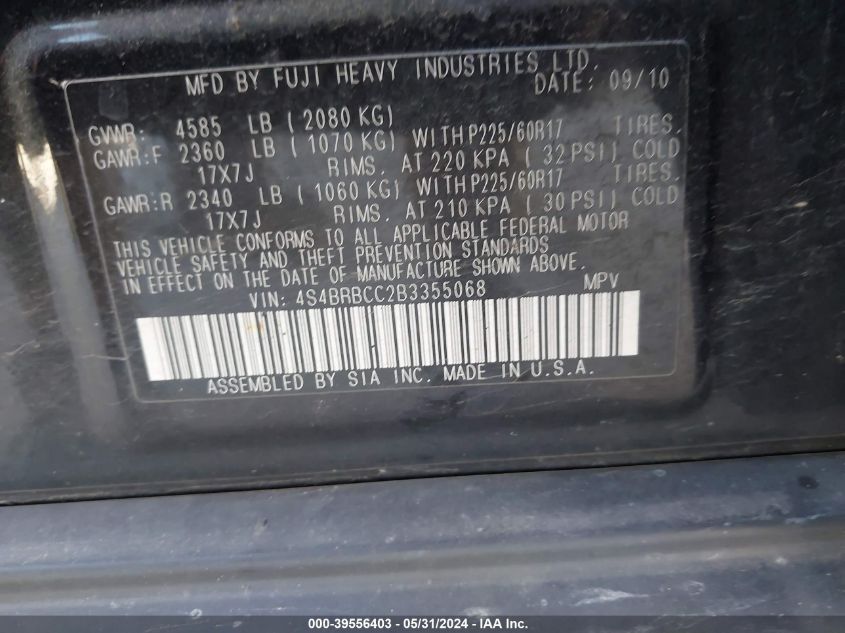 MFD BY FUJI HEAVY INDUSTRIES LTD.
DATE: 09/10
GVWR: 4585 LB ( 2080 KG)
GAWR:F 2360 LB ( 1070 KG) WITH P225/60R17 TIRES.
17X7J RIMS. AT 220 KPA ( 32 PSI) COLD
GAWR:R 2340 LB ( 1060 KG) WITH P225/60R17 TIRES.
17X7J RIMS. AT 210 KPA ( 30 PSI) COLD
THIS VEHICLE CONFORMS TO ALL APPLICABLE FEDERAL MOTOR
VEHICLE SAFETY AND THEFT PREVENTION STANDARDS
IN EFFECT ON THE DATE OF MANUFACTURE SHOWN ABOVE.
VIN: 4S4BRBCC2B3355068 MPV
ASSEMBLED BY SIA INC. MADE IN U.S.A.
000-39556403 - 05/31/2024 - IAA Inc.